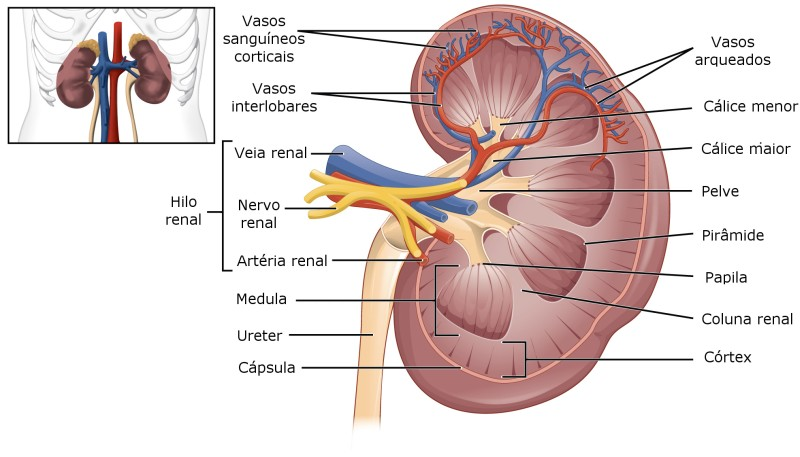 Vasos
sanguíneos
corticais
Vasos
interlobares
Veia renal
Hilo
renal
Nervo
renal
Artéria renal
Medula
Ureter
Cápsula
Vasos
arqueados
Cálice menor
Cálice maior
Pelve
Pirâmide
Papila
Coluna renal
Córtex